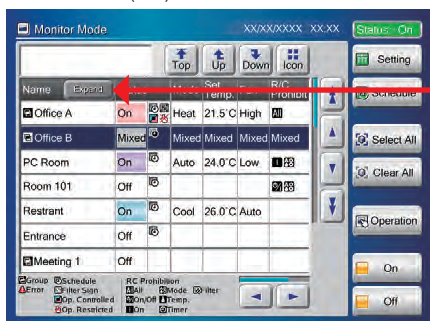 Monitor Mode XX/XX/XXXX XX:XX Status: On
Top Up Down Icon Setting
Name Expand Mode Set Temp. R/C Prohibit Schedule
Office A On Heat 21.5°C High All
Office B Mixed Mixed Mixed Mixed Mixed Select All
PC Room On Auto 24.0°C Low
Room 101 Off Clear All
Restrant On Cool 26.0°C Auto
Entrance Off Operation
Meeting 1 Off
Group Schedule RC Prohibition On
Error Filter Sign All Mode Filter
Op. Controlled On/Off Temp.
Op. Restricted On Timer Off